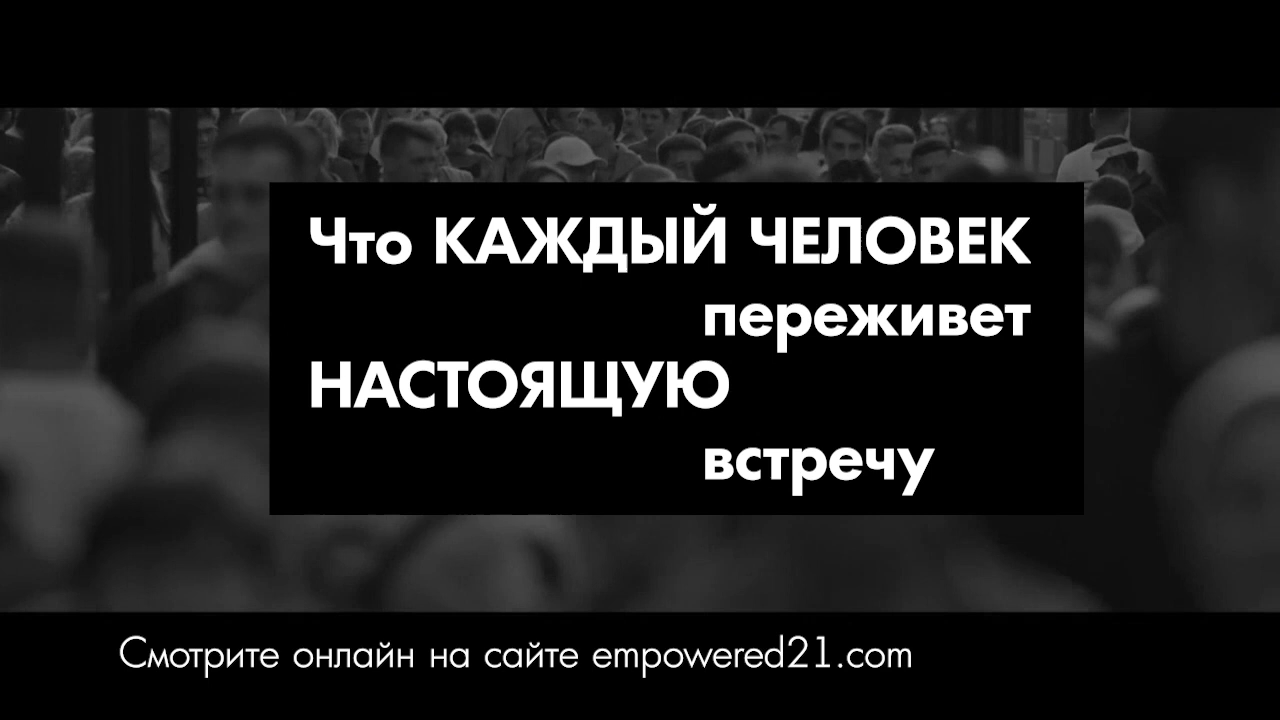 Что КАЖДЫЙ ЧЕЛОВЕК
переживет
НАСТОЯЩУЮ
встречу
Смотрите онлайн на сайте empowered21.com